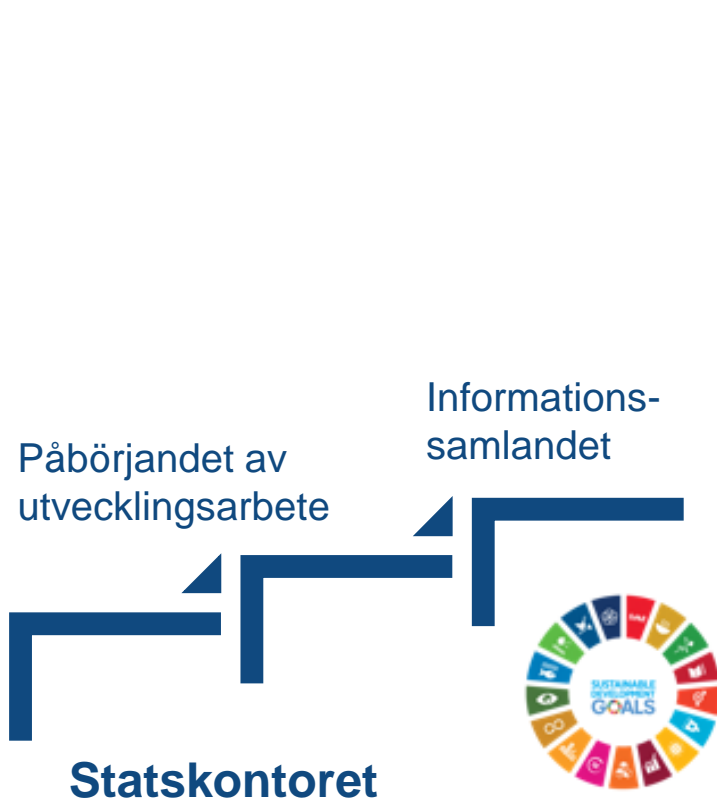 Informations-
samlandet
Påbörjandet av
utvecklingsarbete
SUSTAINABLE
DEVELOPMENT
GOALS
Statskontoret